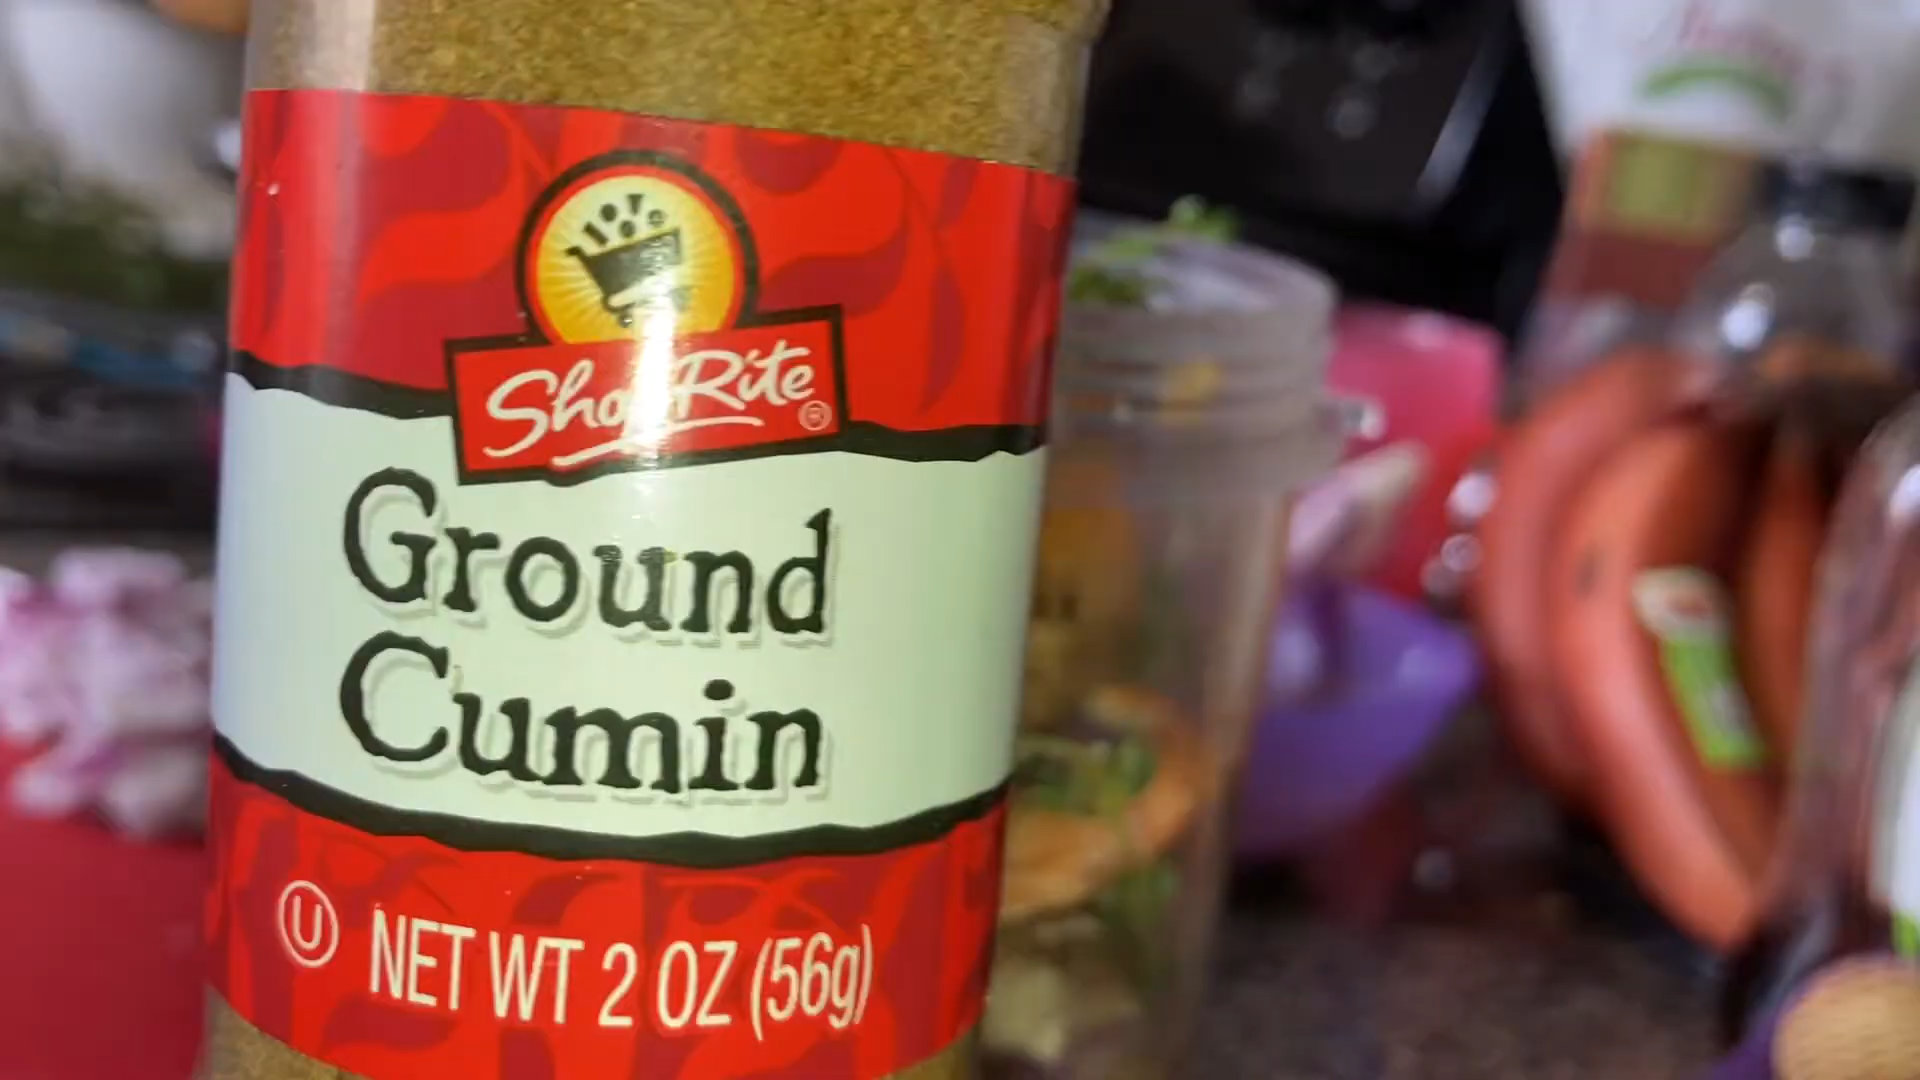 ShopRite®
Ground
Cumin
Ⓤ NET WT 2 OZ (56g)